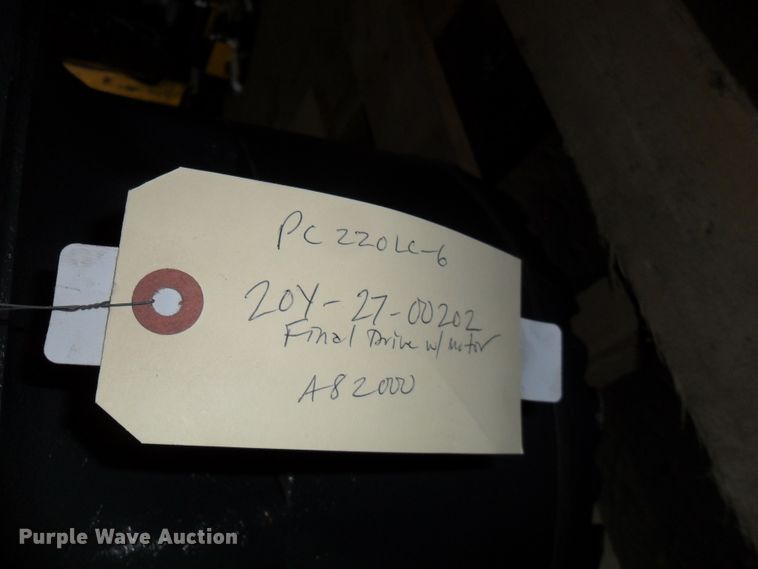 PC220LC-6
20Y-27-00202
Final Drive w/ motor
A82000
Purple Wave Auction